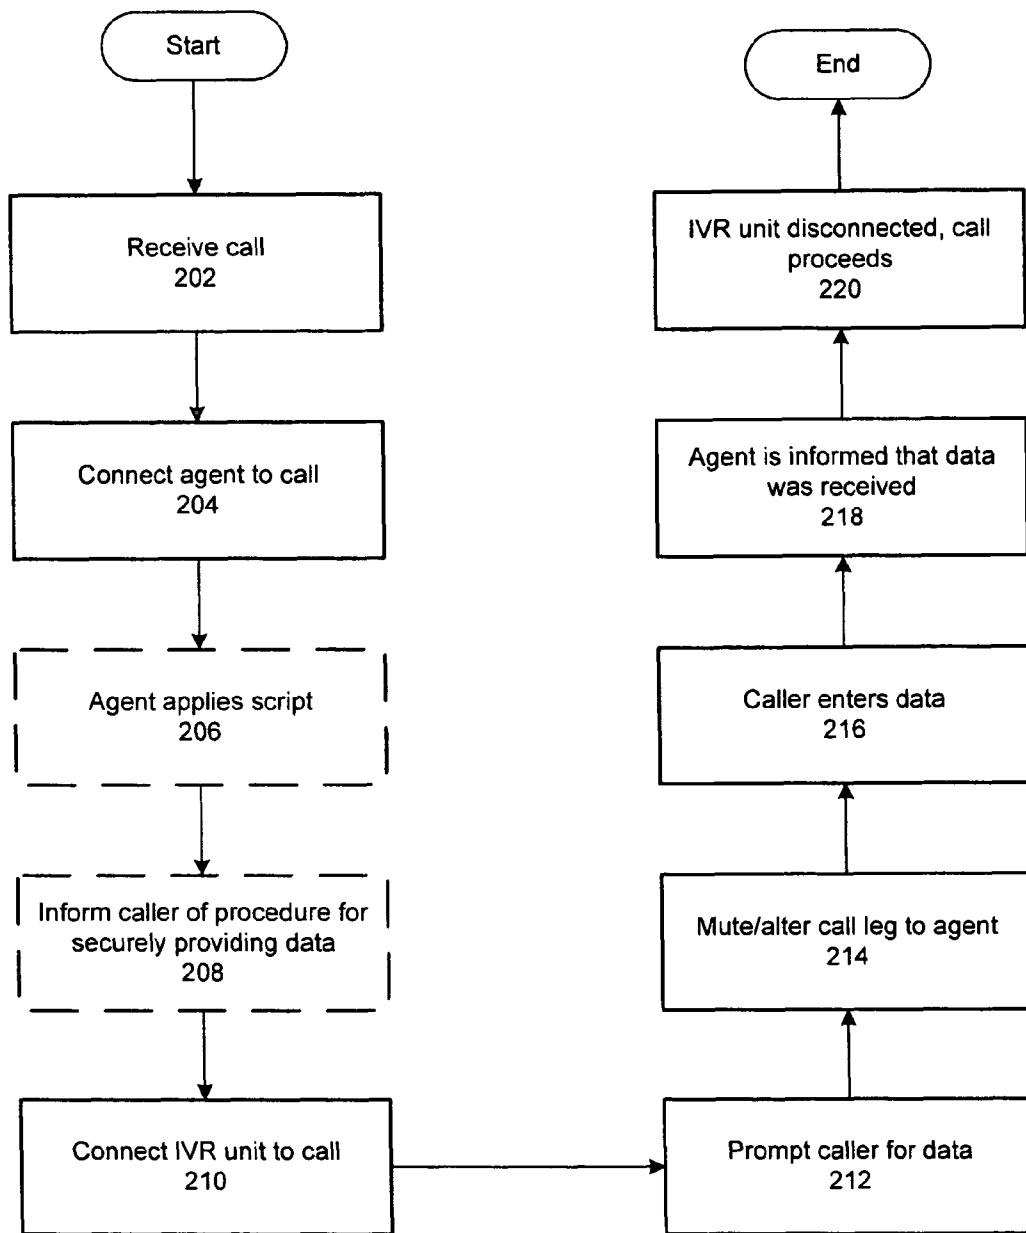 Start
Receive call
202
Connect agent to call
204
Agent applies script
206
Inform caller of procedure for
securely providing data
208
Connect IVR unit to call
210
Prompt caller for data
212
Mute/alter call leg to agent
214
Caller enters data
216
Agent is informed that data
was received
218
IVR unit disconnected, call
proceeds
220
End